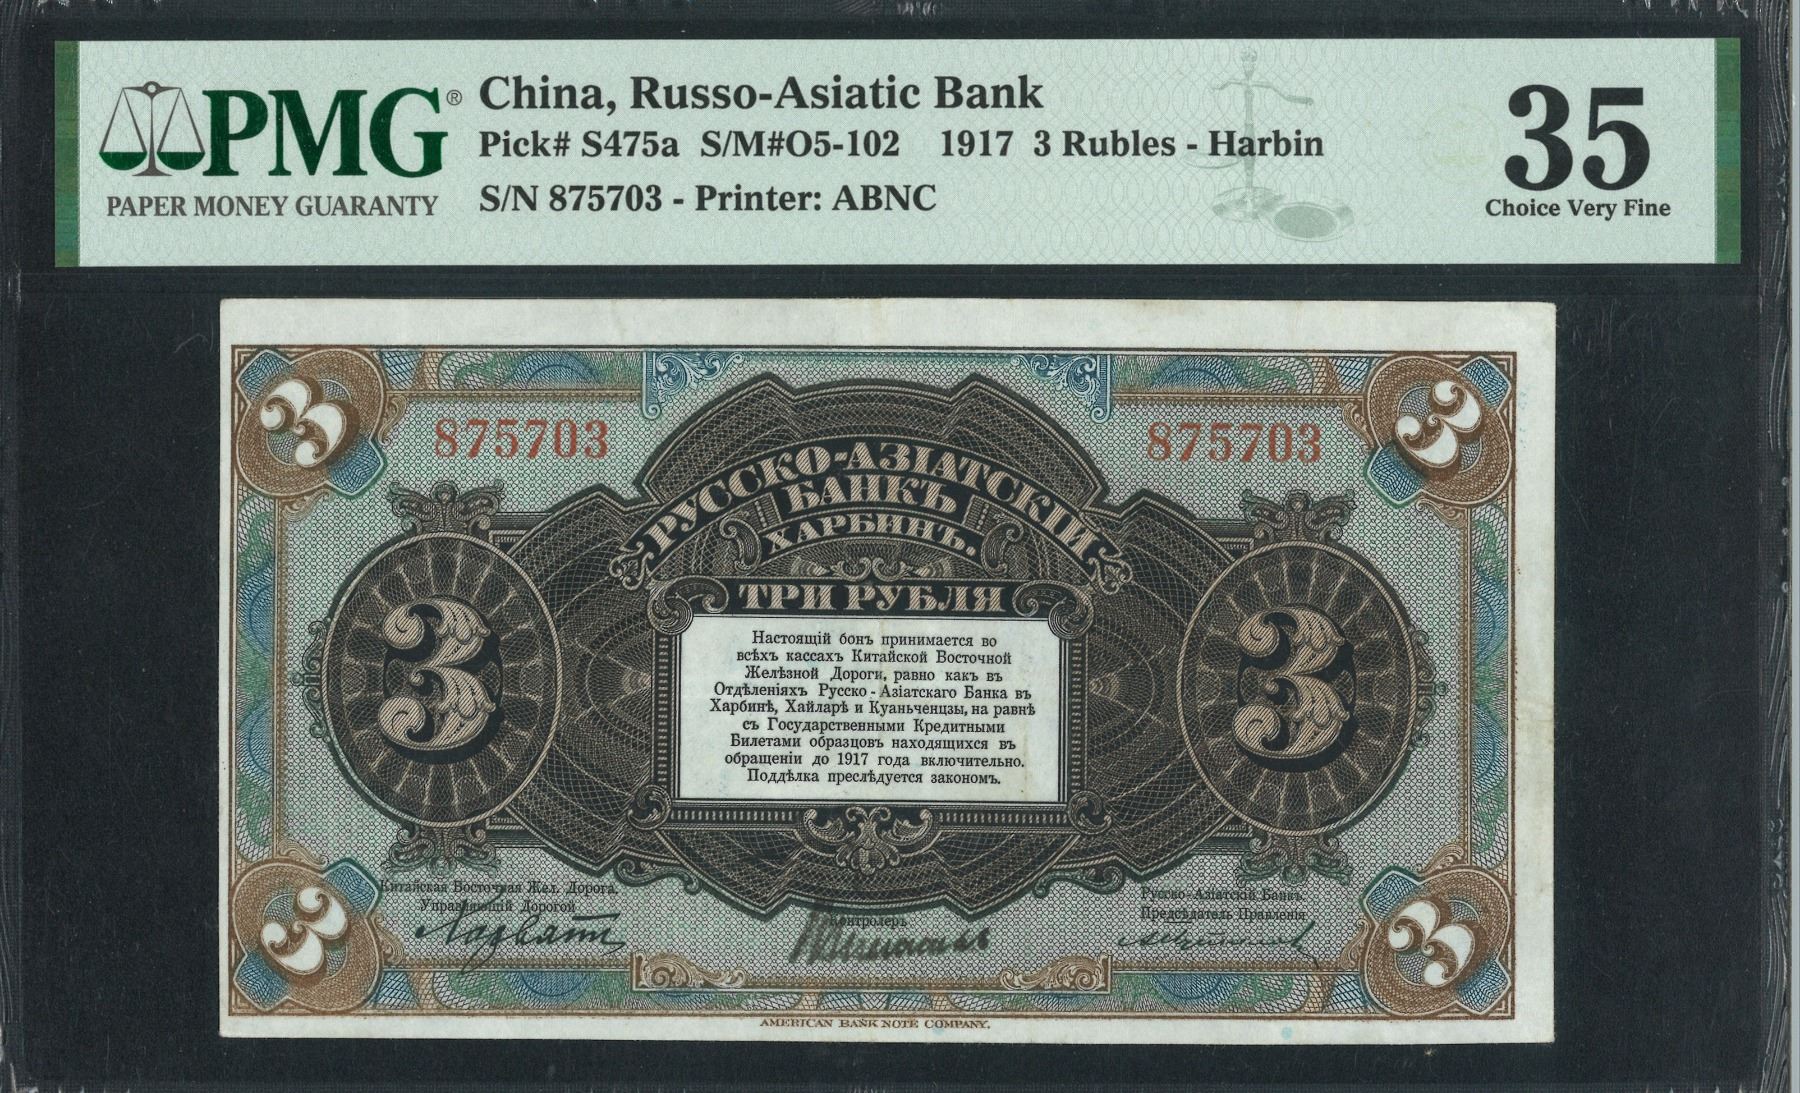 PMG®
PAPER MONEY GUARANTY
China, Russo-Asiatic Bank
Pick# S475a S/M#O5-102 1917 3 Rubles - Harbin
S/N 875703 - Printer: ABNC
35
Choice Very Fine
3 3
875703 875703
РУССКО-АЗІАТСКІЙ
БАНКЪ
ХАРБИНЪ.
ТРИ РУБЛЯ
3 3
Настоящій бонъ принимается во
всѣхъ кассахъ Китайской Восточной
Желѣзной Дороги, равно какъ въ
Отдѣленіяхъ Русско-Азіатскаго Банка въ
Харбинѣ, Хайларѣ и Куаньченцзы, на равнѣ
съ Государственными Кредитными
Билетами образцовъ находящихся въ
обращеніи до 1917 года включительно.
Поддѣлка преслѣдуется закономъ.
Китайская Восточная Жел. Дорога.
Управляющій Дорогой
Контролеръ
Русско-Азіатскій Банкъ.
Предсѣдатель Правленія
3 3
AMERICAN BANK NOTE COMPANY.